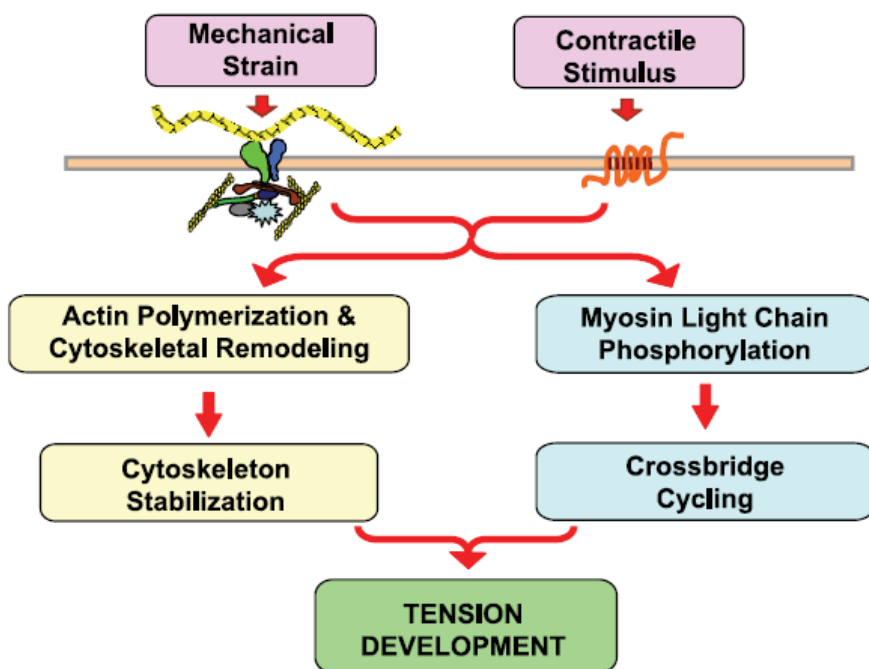 Mechanical
Strain
Contractile
Stimulus
Actin Polymerization &
Cytoskeletal Remodeling
Myosin Light Chain
Phosphorylation
Cytoskeleton
Stabilization
Crossbridge
Cycling
TENSION
DEVELOPMENT